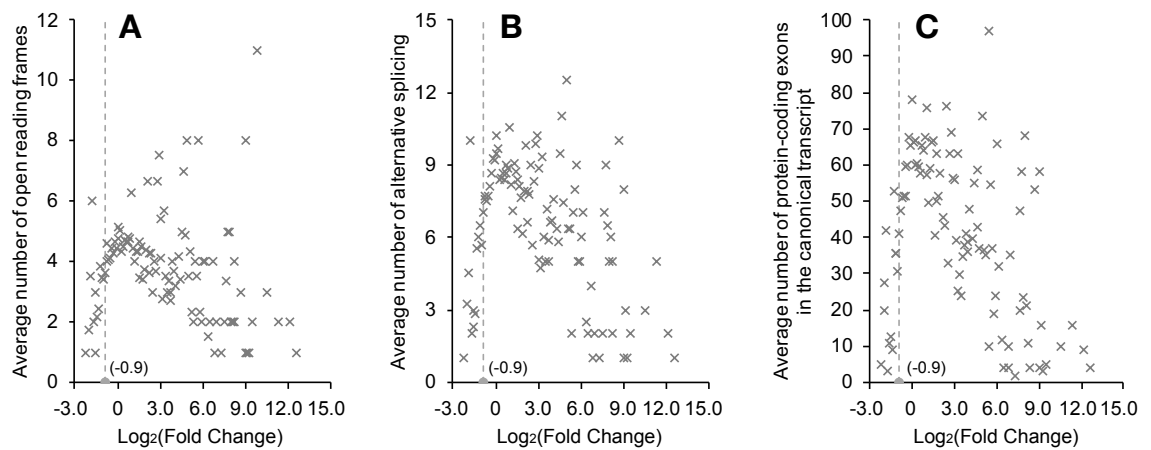 A
Average number of open reading frames
12
10
8
6
4
2
0
(-0.9)
-3.0 0 3.0 6.0 9.0 12.0 15.0
Log2(Fold Change)
B
Average number of alternative splicing
15
12
9
6
3
0
(-0.9)
-3.0 0 3.0 6.0 9.0 12.0 15.0
Log2(Fold Change)
C
Average number of protein-coding exons
in the canonical transcript
100
90
80
70
60
50
40
30
20
10
0
(-0.9)
-3.0 0 3.0 6.0 9.0 12.0 15.0
Log2(Fold Change)